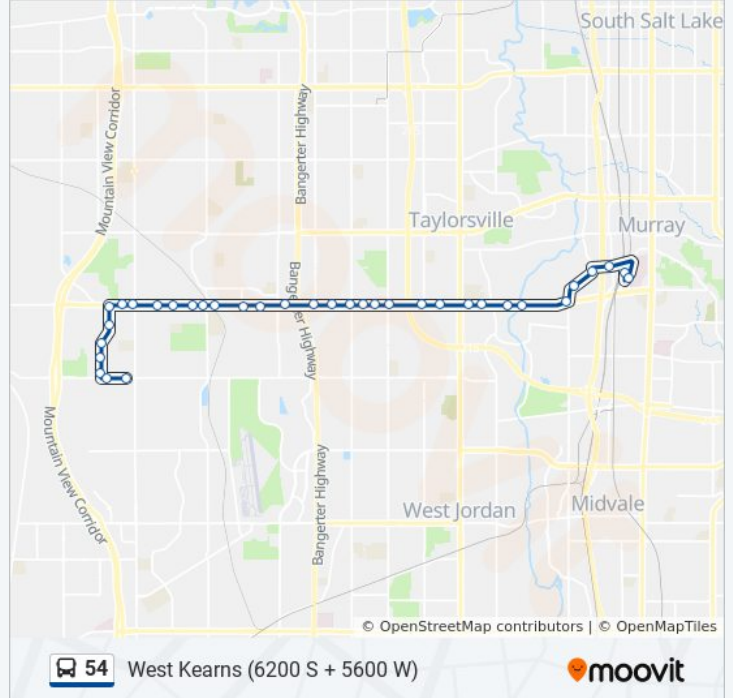 South Salt Lake
Mountain View Corridor
Bangerter Highway
Taylorsville
Murray
Bangerter Highway
Mountain View Corridor
Bangerter Highway
West Jordan
Midvale
© OpenStreetMap contributors | © OpenMapTiles
54 West Kearns (6200 S + 5600 W)
moovit